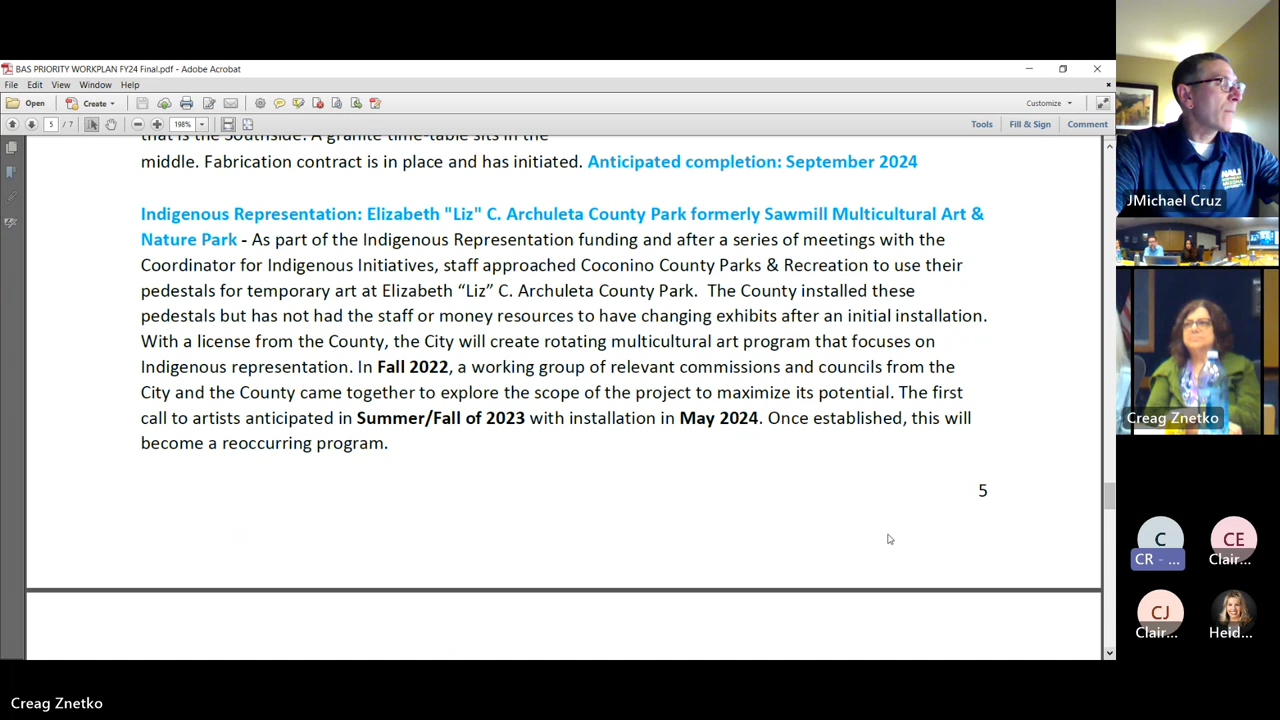 BAS PRIORITY WORKPLAN FY24 Final.pdf - Adobe Acrobat
File Edit View Window Help
Open Create Customize
5 / 7 198% Tools Fill & Sign Comment
that is the Southside. A granite time-table sits in the
middle. Fabrication contract is in place and has initiated. Anticipated completion: September 2024
Indigenous Representation: Elizabeth "Liz" C. Archuleta County Park formerly Sawmill Multicultural Art &
Nature Park - As part of the Indigenous Representation funding and after a series of meetings with the
Coordinator for Indigenous Initiatives, staff approached Coconino County Parks & Recreation to use their
pedestals for temporary art at Elizabeth “Liz” C. Archuleta County Park.  The County installed these
pedestals but has not had the staff or money resources to have changing exhibits after an initial installation.
With a license from the County, the City will create rotating multicultural art program that focuses on
Indigenous representation. In Fall 2022, a working group of relevant commissions and councils from the
City and the County came together to explore the scope of the project to maximize its potential. The first
call to artists anticipated in Summer/Fall of 2023 with installation in May 2024. Once established, this will
become a reoccurring program.
5
JMichael Cruz
Creag Znetko
C
CR - ...
CE
Clair...
CJ
Clair...
Heid...
Creag Znetko